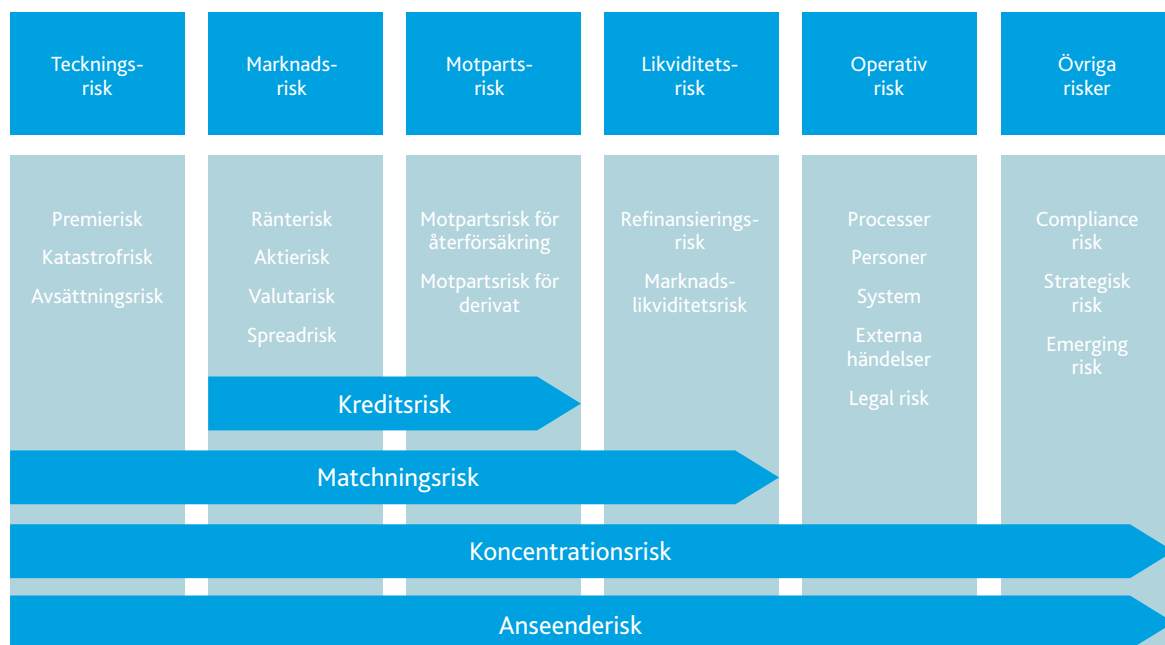 Tecknings-
risk
Marknads-
risk
Motparts-
risk
Likviditets-
risk
Operativ
risk
Övriga
risker
Premierisk
Katastrofrisk
Avsättningsrisk
Ränterisk
Aktierisk
Valutarisk
Spreadrisk
Motpartsrisk för
återförsäkring
Motpartsrisk för
derivat
Refinansierings-
risk
Marknads-
likviditetsrisk
Processer
Personer
System
Externa
händelser
Legal risk
Compliance
risk
Strategisk
risk
Emerging
risk
Kreditsrisk
Matchningsrisk
Koncentrationsrisk
Anseenderisk